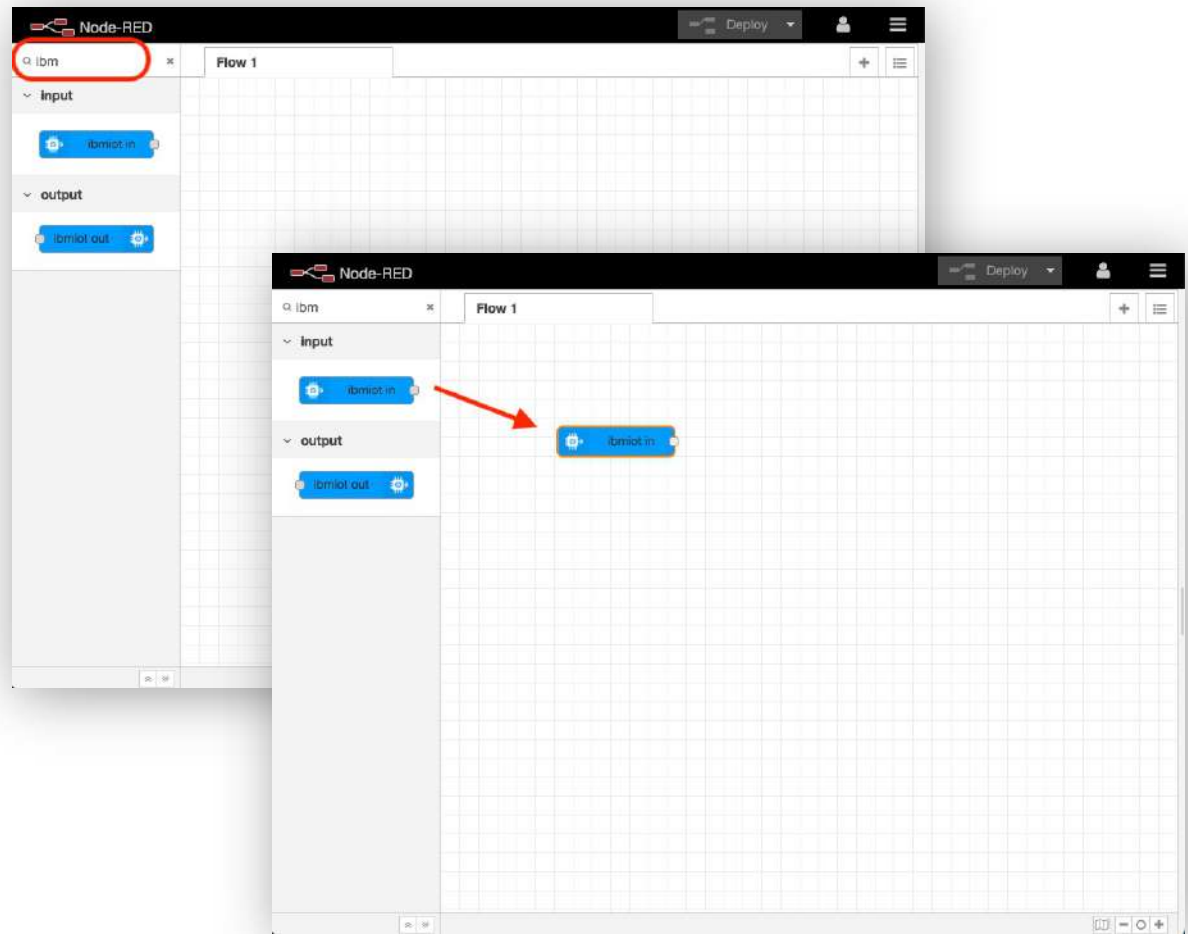 Node-RED
Deploy
ibm
Flow 1
input
ibmiot in
output
ibmiot out
Node-RED
Deploy
ibm
Flow 1
input
ibmiot in
ibmiot in
output
ibmiot out